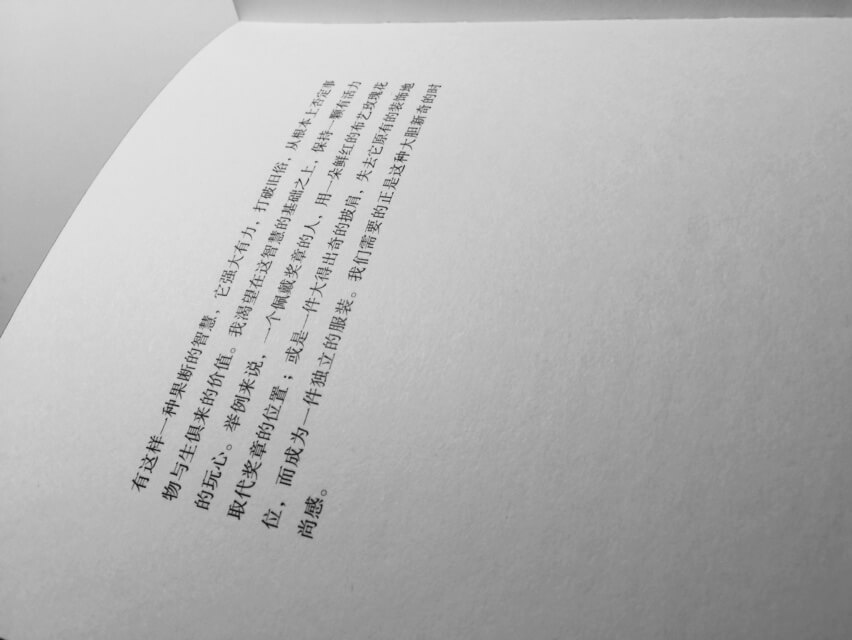 有这样一种果断的智慧，它强大有力，打破旧俗，从根本上否定事
物与生俱来的价值。我渴望在这智慧的基础之上，保持一颗有活力
的玩心。举例来说，一个佩戴奖章的人，用一朵鲜红的布艺玫瑰花
取代奖章的位置；或是一件大得出奇的披肩，失去它原有的装饰地
位，而成为一件独立的服装。我们需要的正是这种大胆新奇的时
尚感。